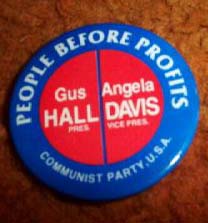 PEOPLE BEFORE PROFITS
Gus
HALL
PRES.
Angela
DAVIS
VICE PRES.
COMMUNIST PARTY, U.S.A.